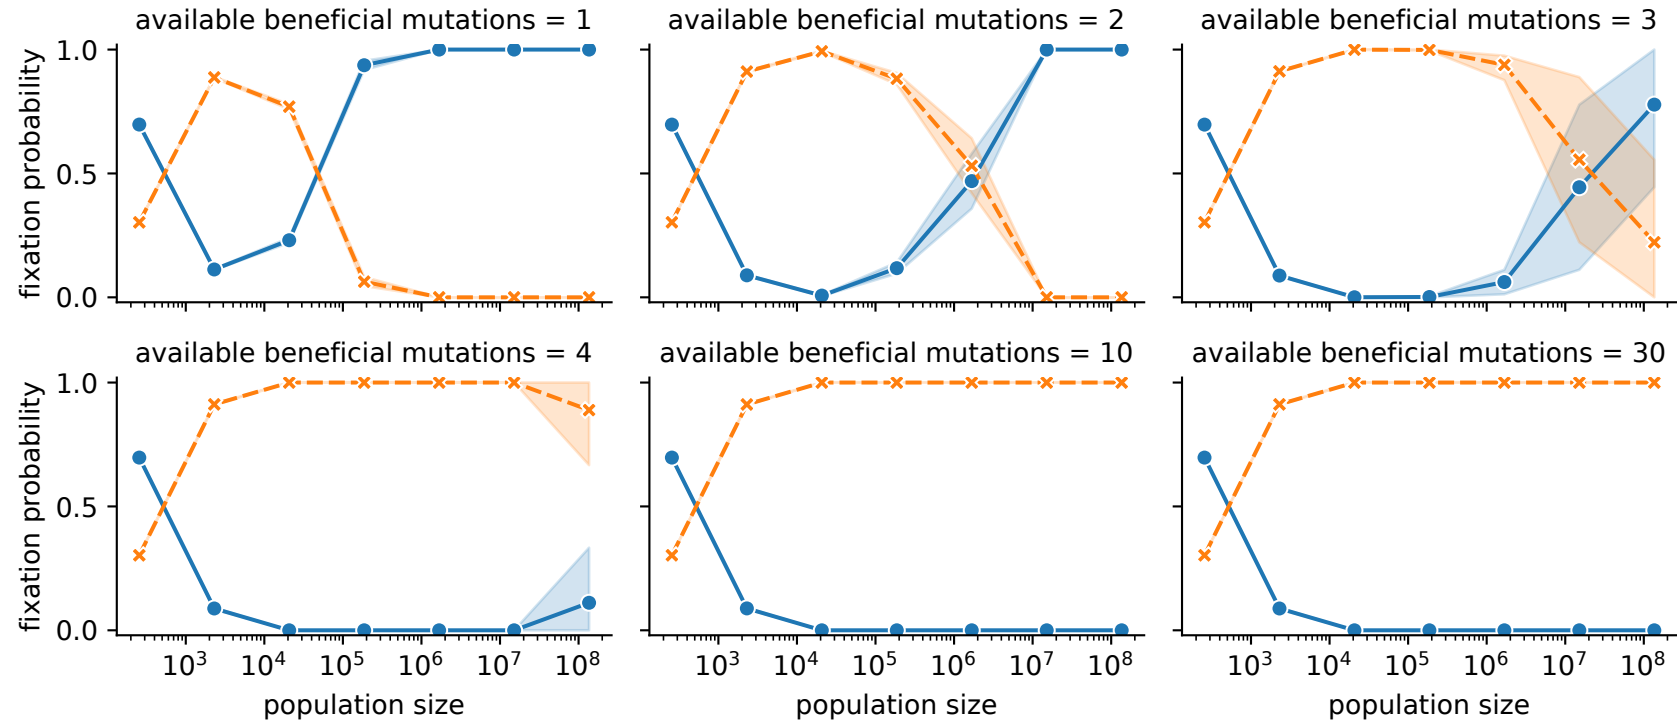 available beneficial mutations = 1
available beneficial mutations = 2
available beneficial mutations = 3
fixation probability
1.0
0.5
0.0
available beneficial mutations = 4
available beneficial mutations = 10
available beneficial mutations = 30
fixation probability
1.0
0.5
0.0
10³ 10⁴ 10⁵ 10⁶ 10⁷ 10⁸
10³ 10⁴ 10⁵ 10⁶ 10⁷ 10⁸
10³ 10⁴ 10⁵ 10⁶ 10⁷ 10⁸
population size
population size
population size